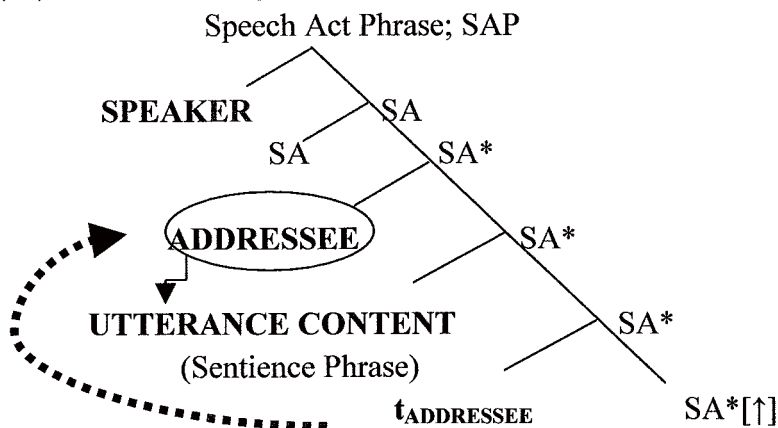 Speech Act Phrase; SAP
SPEAKER
SA
SA
SA*
ADDRESSEE
SA*
UTTERANCE CONTENT
SA*
(Sentience Phrase)
tADDRESSEE
SA*[↑]